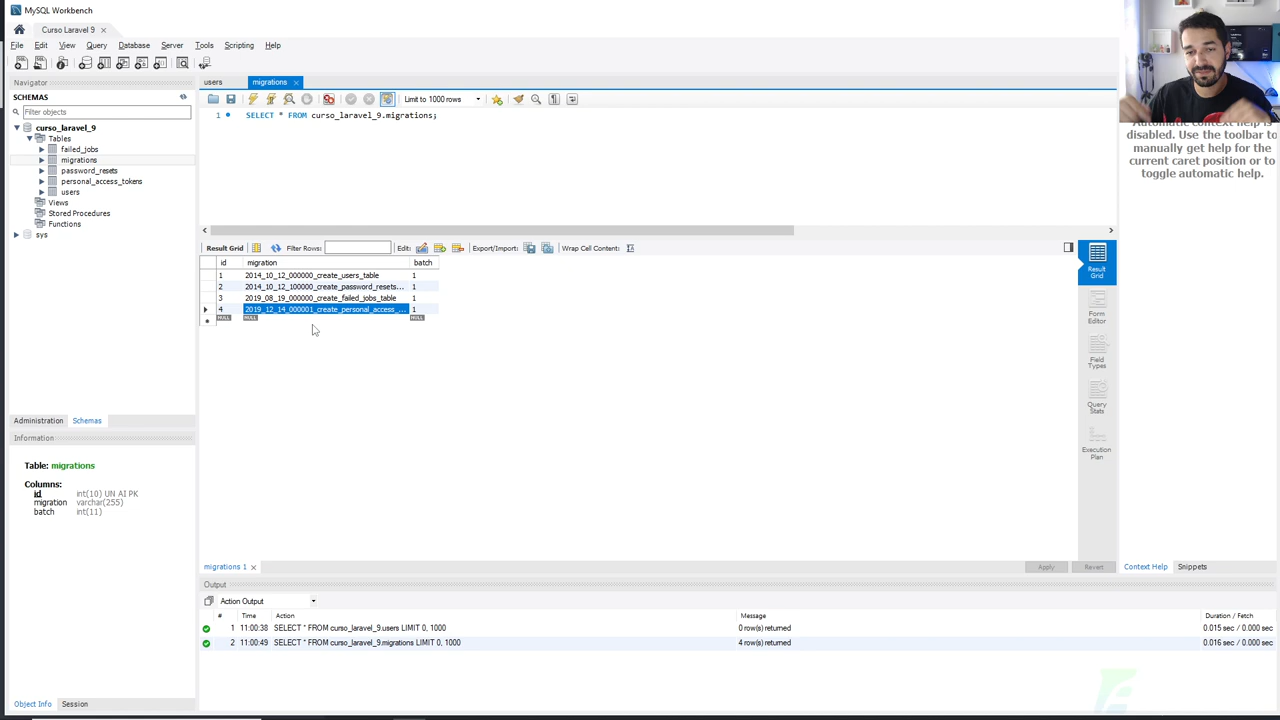 MySQL Workbench
Curso Laravel 9
File Edit View Query Database Server Tools Scripting Help
Navigator
SCHEMAS
Filter objects
curso_laravel_9
Tables
failed_jobs
migrations
password_resets
personal_access_tokens
users
Views
Stored Procedures
Functions
sys
Administration Schemas
Information
Table: migrations
Columns:
id int(10) UN AI PK
migration varchar(255)
batch int(11)
Object Info Session
users migrations
Limit to 1000 rows
1 SELECT * FROM curso_laravel_9.migrations;
Result Grid Filter Rows: Edit: Export/Import: Wrap Cell Content:
id migration batch
1 2014_10_12_000000_create_users_table 1
2 2014_10_12_100000_create_password_resets... 1
3 2019_08_19_000000_create_failed_jobs_table 1
4 2019_12_14_000001_create_personal_access_... 1
NULL NULL NULL
Result
Grid
Form
Editor
Field
Types
Query
Stats
Execution
Plan
migrations 1 Apply Revert
Automatic context help is
disabled. Use the toolbar to
manually get help for the
current caret position or to
toggle automatic help.
Context Help Snippets
Output
Action Output
# Time Action Message Duration / Fetch
1 11:00:38 SELECT * FROM curso_laravel_9.users LIMIT 0, 1000 0 row(s) returned 0.015 sec / 0.000 sec
2 11:00:49 SELECT * FROM curso_laravel_9.migrations LIMIT 0, 1000 4 row(s) returned 0.016 sec / 0.000 sec